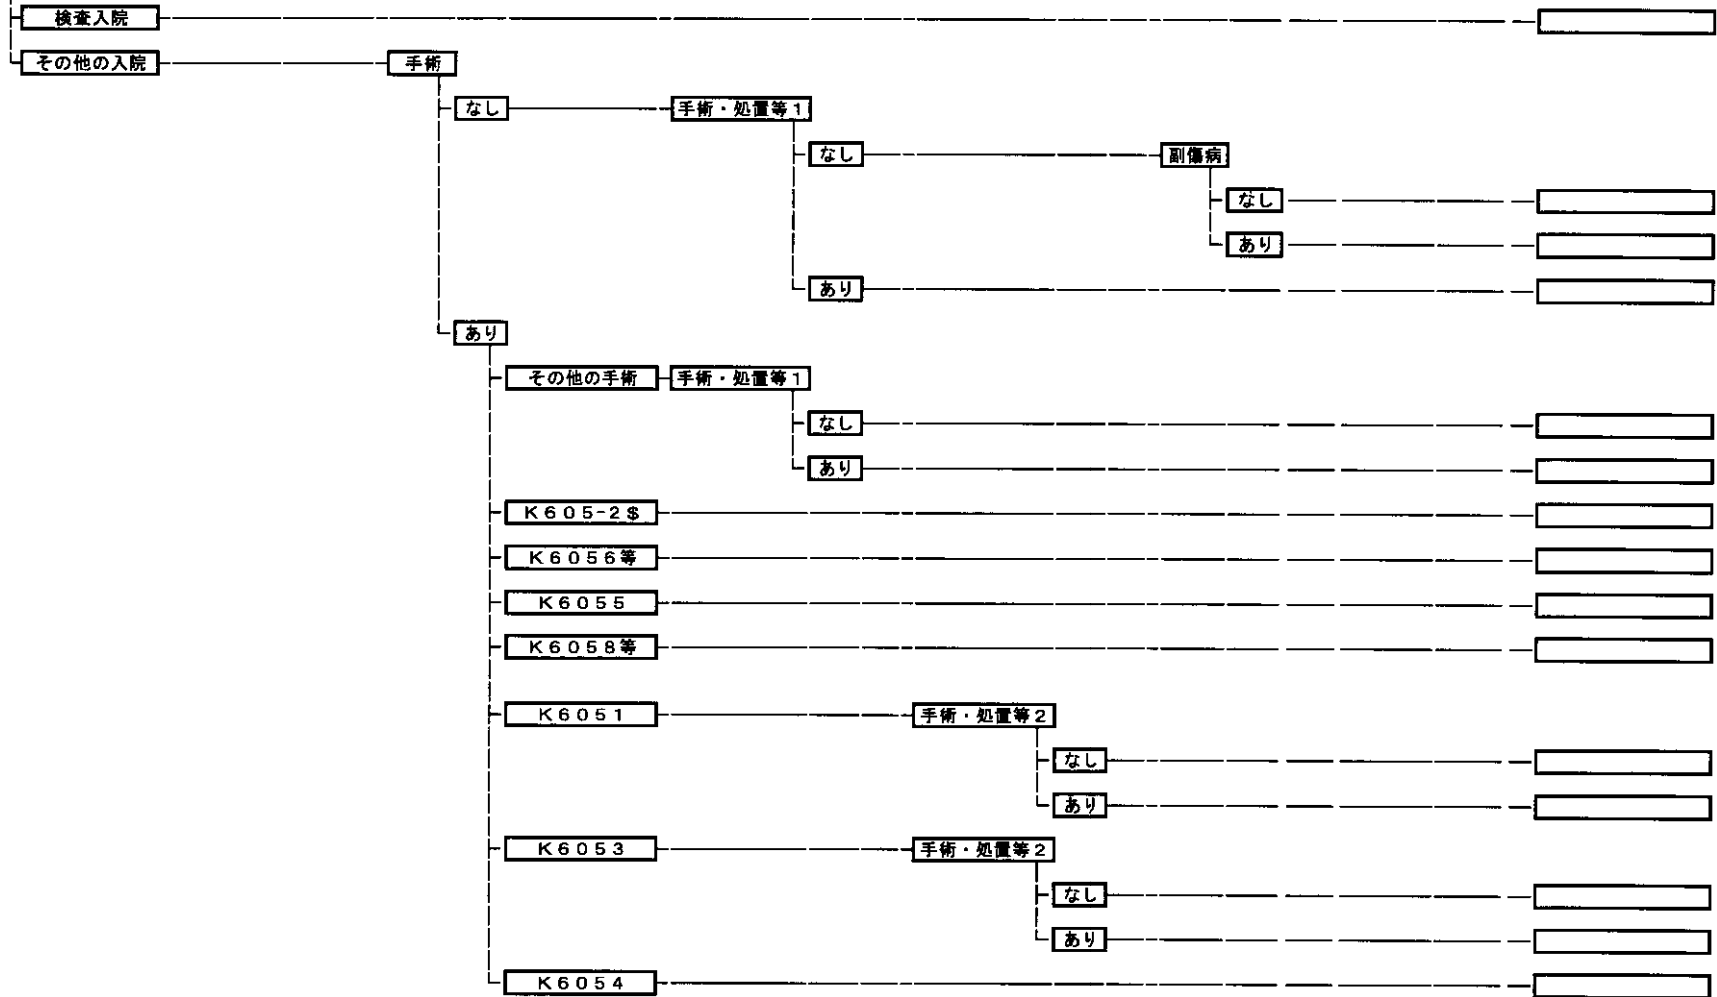 検査入院
その他の入院 手術
なし 手術・処置等1
なし 副傷病
なし
あり
あり
あり
その他の手術 手術・処置等1
なし
あり
K605-2$
K6056等
K6055
K6058等
K6051 手術・処置等2
なし
あり
K6053 手術・処置等2
なし
あり
K6054